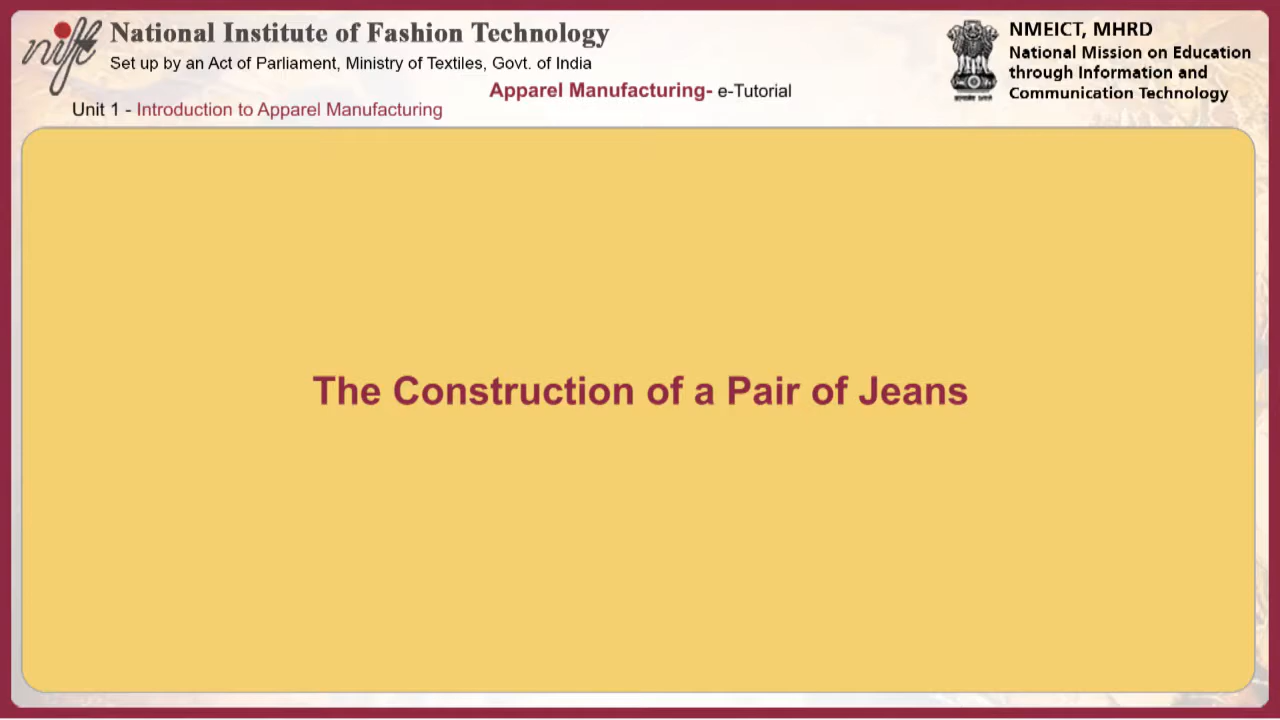 nift
National Institute of Fashion Technology
Set up by an Act of Parliament, Ministry of Textiles, Govt. of India
Apparel Manufacturing- e-Tutorial
Unit 1 - Introduction to Apparel Manufacturing
NMEICT, MHRD
National Mission on Education
through Information and
Communication Technology
The Construction of a Pair of Jeans